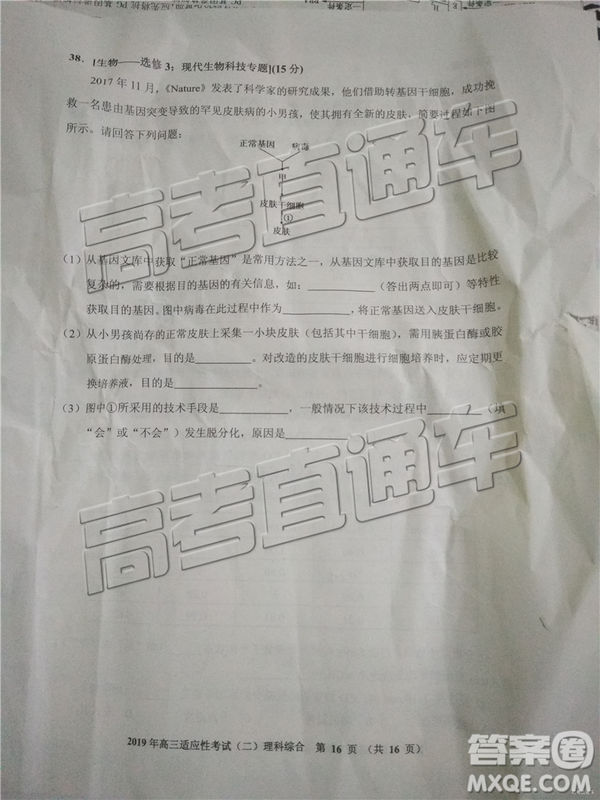 38. [生物——选修3：现代生物科技专题](15分)
2017年11月，《Nature》发表了科学家的研究成果，他们借助转基因干细胞，成功挽
救一名患由基因突变导致的罕见皮肤病的小男孩，使其拥有全新的皮肤，简要过程如下图
所示。请回答下列问题：
正常基因 病毒
甲
皮肤干细胞
①
皮肤
（1）从基因文库中获取“正常基因”是常用方法之一，从基因文库中获取目的基因是比较
复杂的，需要根据目的基因的有关信息，如：________（答出两点即可）等特性
获取目的基因。图中病毒在此过程中作为________，将正常基因送入皮肤干细胞。
（2）从小男孩尚存的正常皮肤上采集一小块皮肤（包括其中干细胞），需用胰蛋白酶或胶
原蛋白酶处理，目的是________。对改造的皮肤干细胞进行细胞培养时，应定期更
换培养液，目的是________。
（3）图中①所采用的技术手段是________，一般情况下该技术过程中________（填
“会”或“不会”）发生脱分化，原因是________
高考直通车
高考直通车
2019年高三适应性考试（二）理科综合 第16页 （共16页）
答案圈
MXQE.COM